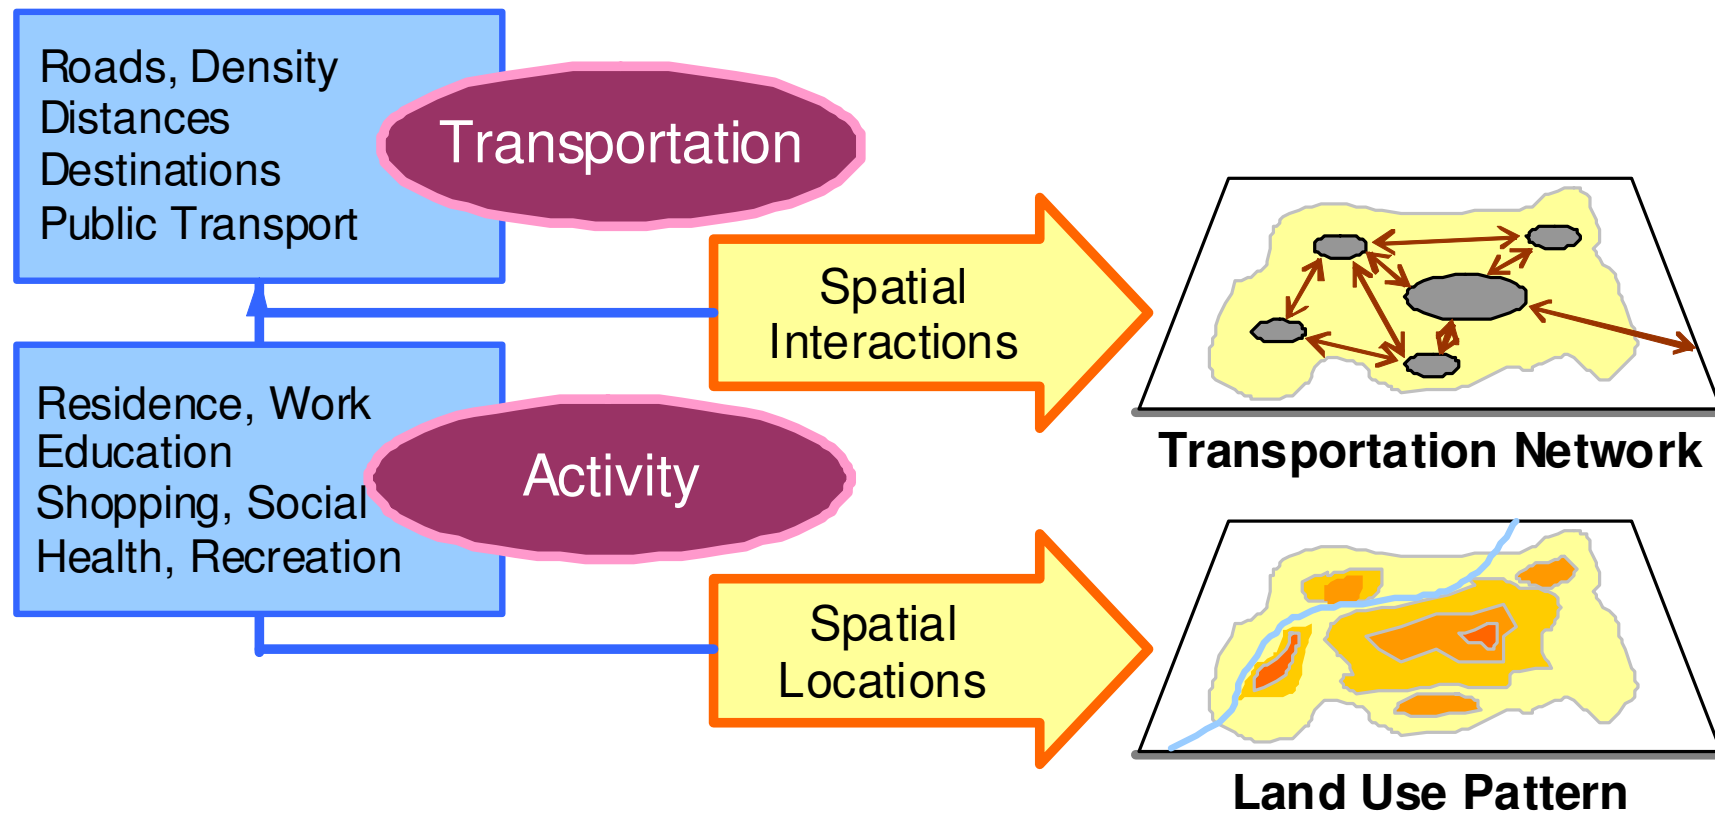 Roads, Density
Distances
Destinations
Public Transport
Transportation
Spatial
Interactions
Transportation Network
Residence, Work
Education
Shopping, Social
Health, Recreation
Activity
Spatial
Locations
Land Use Pattern